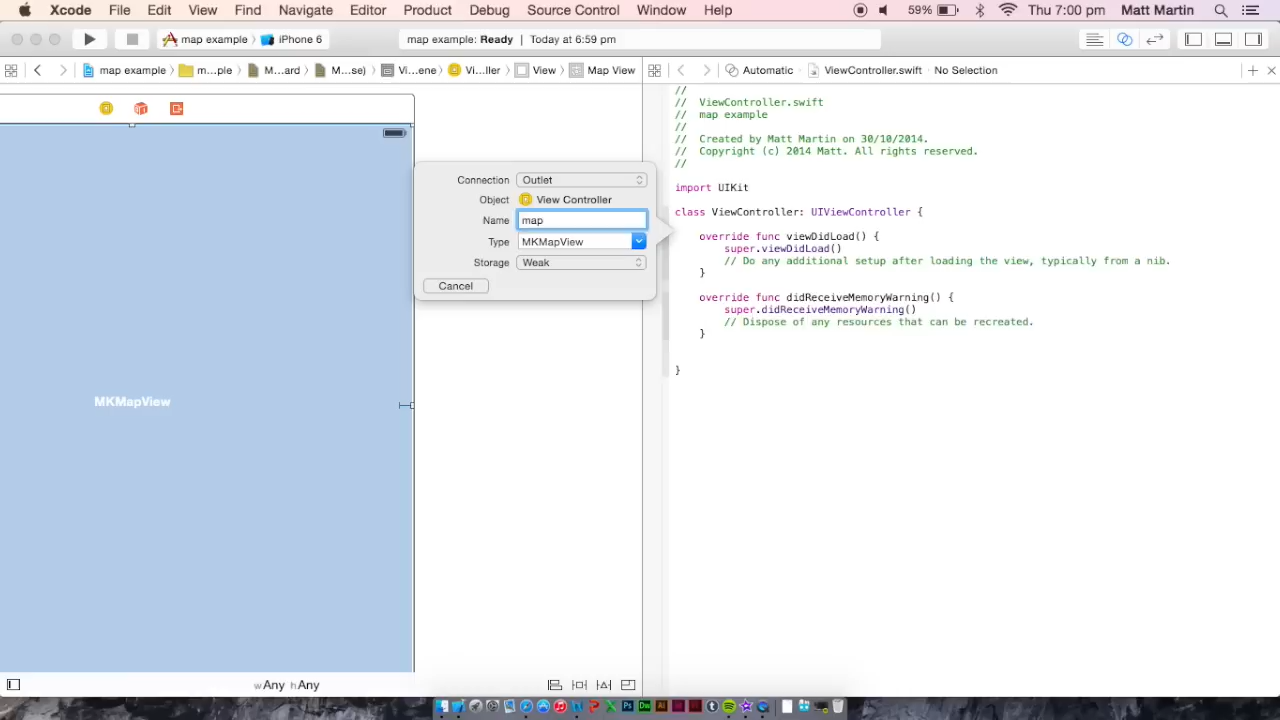 Xcode File Edit View Find Navigate Editor Product Debug Source Control Window Help 59% Thu 7:00 pm Matt Martin
map example iPhone 6 map example: Ready Today at 6:59 pm
map example m...ple M...ard M...se) Vi...ene Vi...ller View Map View Automatic ViewController.swift No Selection
//
// ViewController.swift
// map example
//
// Created by Matt Martin on 30/10/2014.
// Copyright (c) 2014 Matt. All rights reserved.
//
import UIKit
class ViewController: UIViewController {
override func viewDidLoad() {
super.viewDidLoad()
// Do any additional setup after loading the view, typically from a nib.
}
override func didReceiveMemoryWarning() {
super.didReceiveMemoryWarning()
// Dispose of any resources that can be recreated.
}
}
Connection Outlet
Object View Controller
Name map
Type MKMapView
Storage Weak
Cancel
MKMapView
wAny hAny
Ps Dw Ai